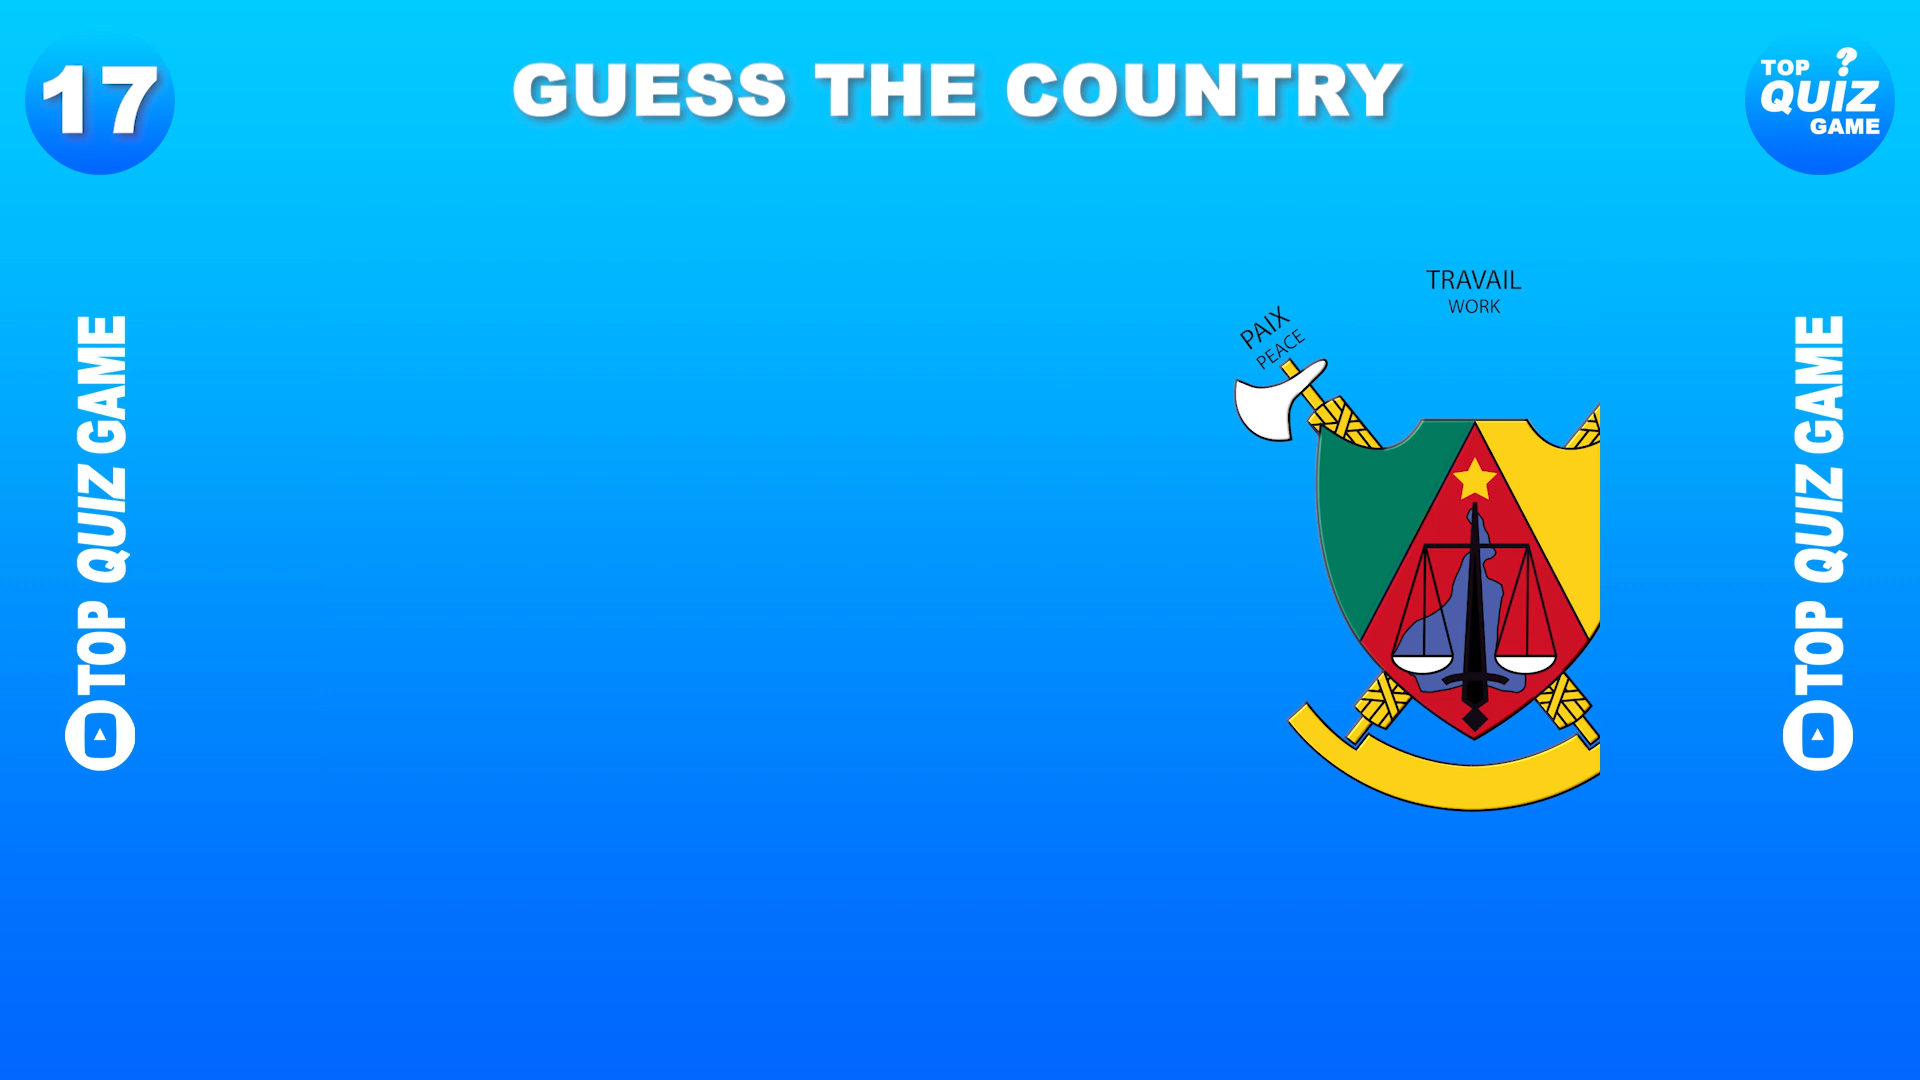 17
GUESS THE COUNTRY
TOP
QUIZ
GAME
TRAVAIL
WORK
PAIX
PEACE
TOP QUIZ GAME
TOP QUIZ GAME